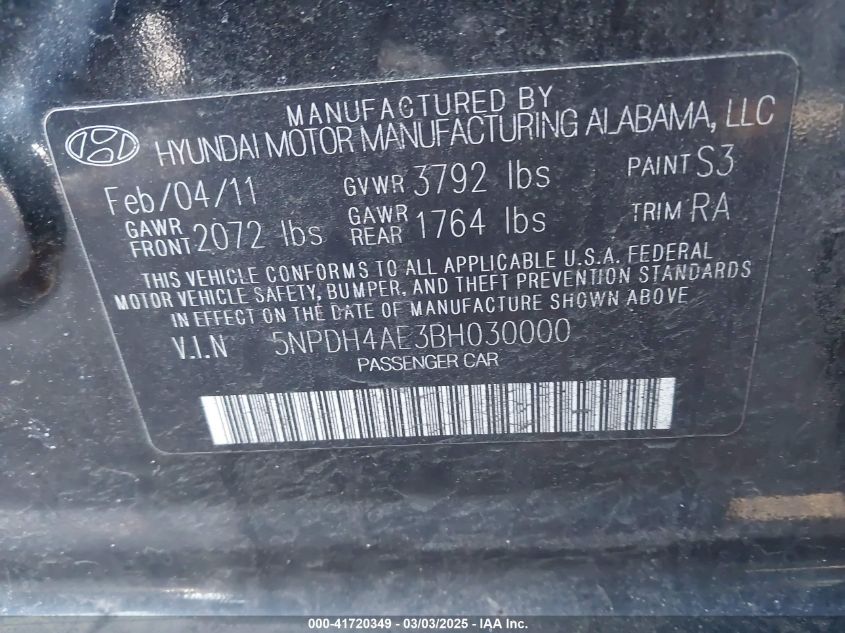 MANUFACTURED BY
HYUNDAI MOTOR MANUFACTURING ALABAMA, LLC
Feb/04/11 GVWR 3792 lbs PAINT S3
GAWR FRONT 2072 lbs GAWR REAR 1764 lbs TRIM RA
THIS VEHICLE CONFORMS TO ALL APPLICABLE U.S.A. FEDERAL
MOTOR VEHICLE SAFETY, BUMPER, AND THEFT PREVENTION STANDARDS
IN EFFECT ON THE DATE OF MANUFACTURE SHOWN ABOVE
V.I.N 5NPDH4AE3BH030000
PASSENGER CAR
000-41720349 - 03/03/2025 - IAA Inc.